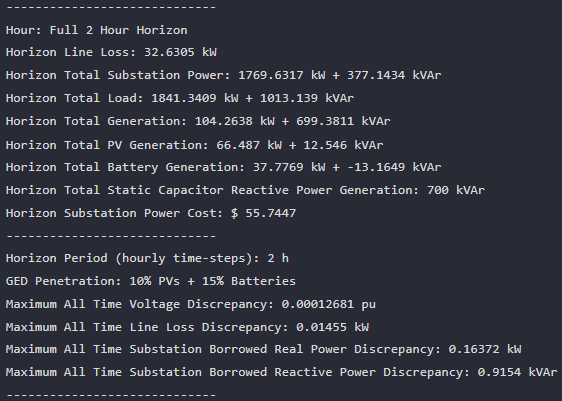 ------------------------------
Hour: Full 2 Hour Horizon
Horizon Line Loss: 32.6305 kW
Horizon Total Substation Power: 1769.6317 kW + 377.1434 kVAr
Horizon Total Load: 1841.3409 kW + 1013.139 kVAr
Horizon Total Generation: 104.2638 kW + 699.3811 kVAr
Horizon Total PV Generation: 66.487 kW + 12.546 kVAr
Horizon Total Battery Generation: 37.7769 kW + -13.1649 kVAr
Horizon Total Static Capacitor Reactive Power Generation: 700 kVAr
Horizon Substation Power Cost: $ 55.7447
------------------------------
Horizon Period (hourly time-steps): 2 h
GED Penetration: 10% PVs + 15% Batteries
Maximum All Time Voltage Discrepancy: 0.00012681 pu
Maximum All Time Line Loss Discrepancy: 0.01455 kW
Maximum All Time Substation Borrowed Real Power Discrepancy: 0.16372 kW
Maximum All Time Substation Borrowed Reactive Power Discrepancy: 0.9154 kVAr
------------------------------